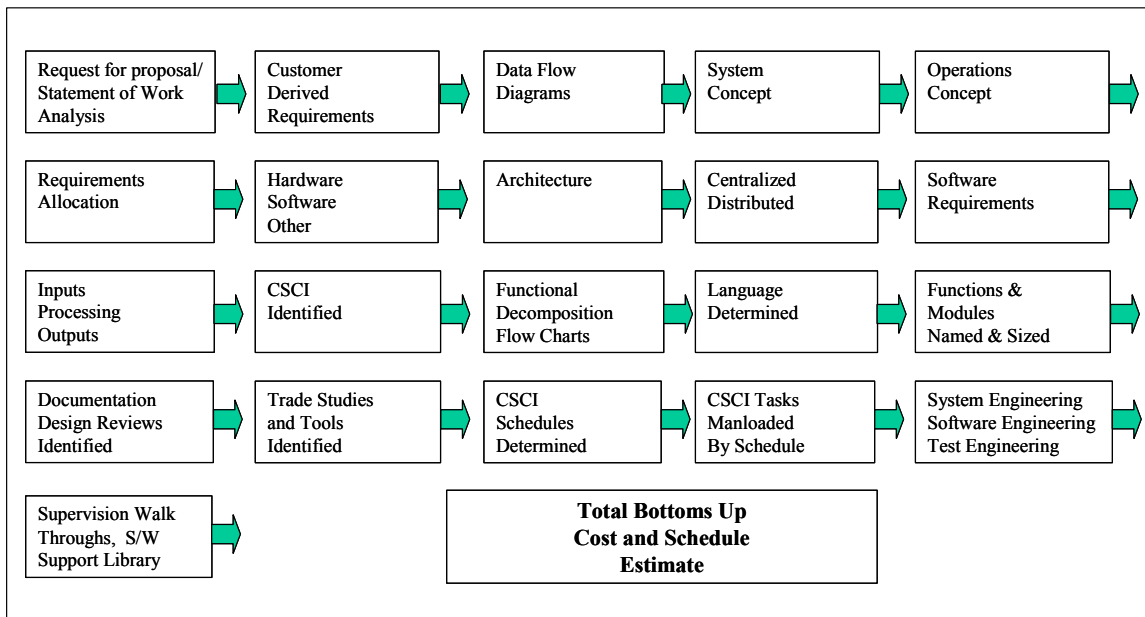 Request for proposal/
Statement of Work
Analysis
Customer
Derived
Requirements
Data Flow
Diagrams
System
Concept
Operations
Concept
Requirements
Allocation
Hardware
Software
Other
Architecture
Centralized
Distributed
Software
Requirements
Inputs
Processing
Outputs
CSCI
Identified
Functional
Decomposition
Flow Charts
Language
Determined
Functions &
Modules
Named & Sized
Documentation
Design Reviews
Identified
Trade Studies
and Tools
Identified
CSCI
Schedules
Determined
CSCI Tasks
Manloaded
By Schedule
System Engineering
Software Engineering
Test Engineering
Supervision Walk
Throughs, S/W
Support Library
Total Bottoms Up
Cost and Schedule
Estimate